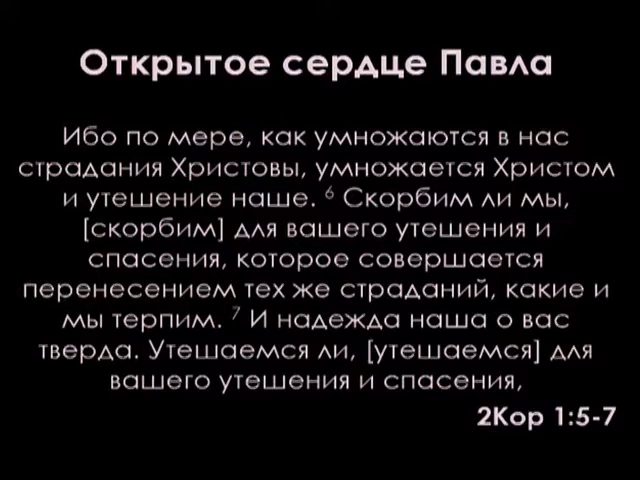 Открытое сердце Павла
Ибо по мере, как умножаются в нас
страдания Христовы, умножается Христом
и утешение наше. 6 Скорбим ли мы,
[скорбим] для вашего утешения и
спасения, которое совершается
перенесением тех же страданий, какие и
мы терпим. 7 И надежда наша о вас
тверда. Утешаемся ли, [утешаемся] для
вашего утешения и спасения,
2Кор 1:5-7